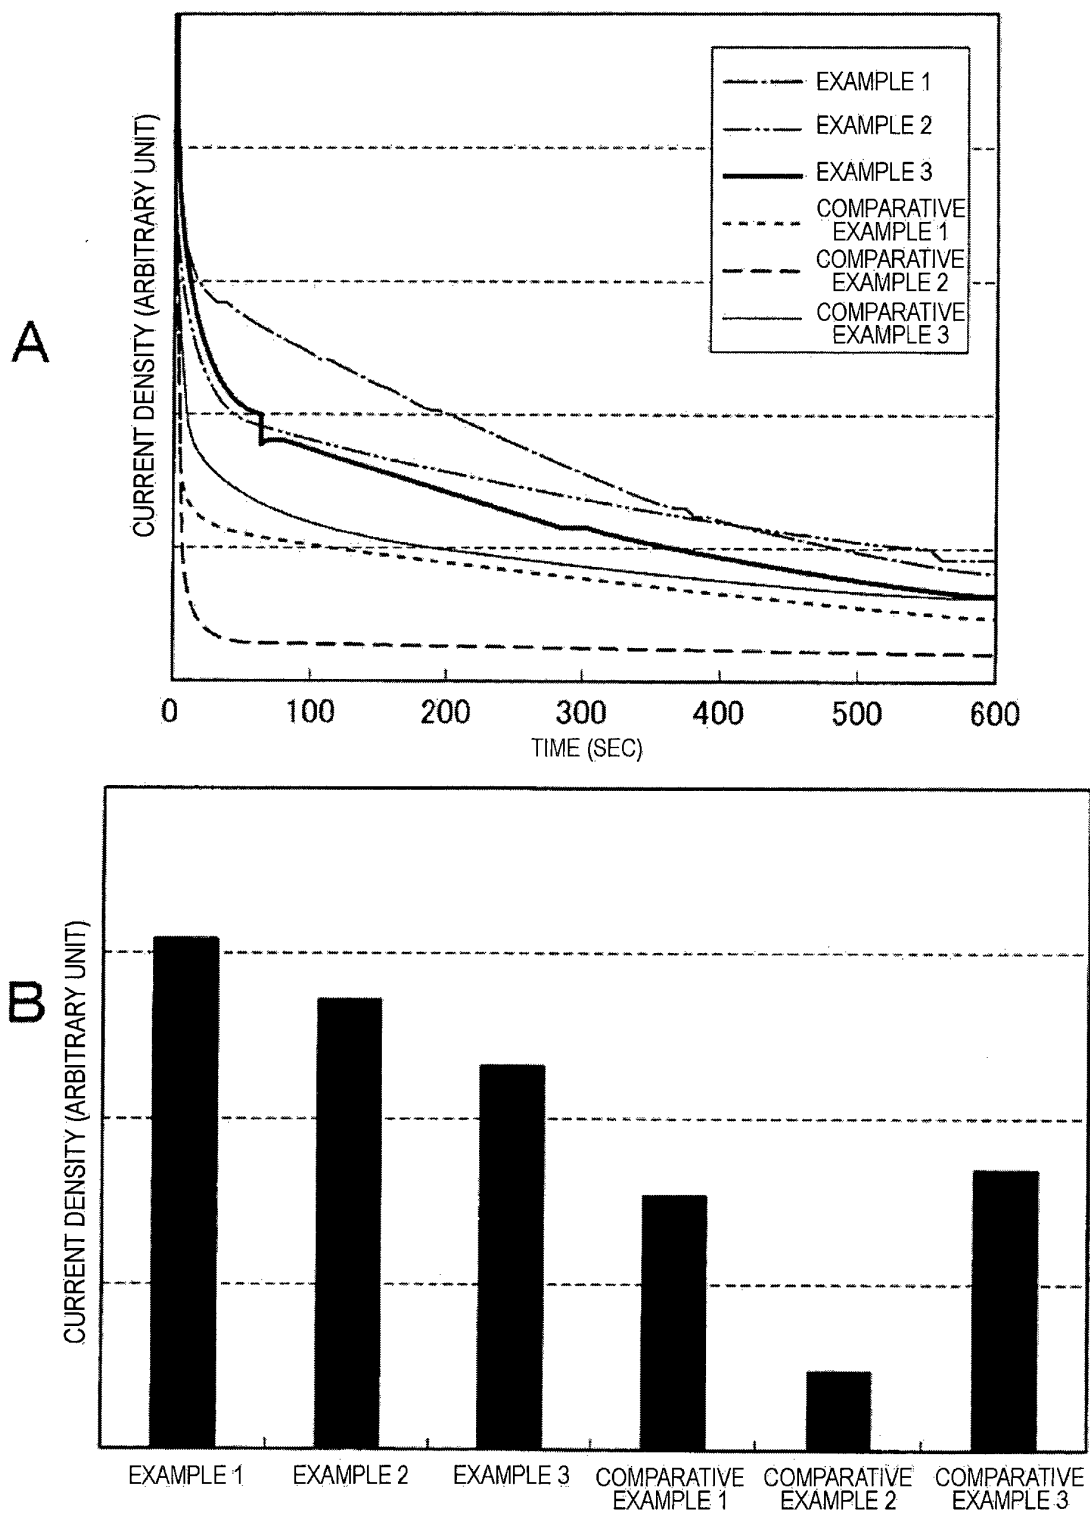 A
CURRENT DENSITY (ARBITRARY UNIT)
EXAMPLE 1
EXAMPLE 2
EXAMPLE 3
COMPARATIVE
EXAMPLE 1
COMPARATIVE
EXAMPLE 2
COMPARATIVE
EXAMPLE 3
0 100 200 300 400 500 600
TIME (SEC)
B
CURRENT DENSITY (ARBITRARY UNIT)
EXAMPLE 1 EXAMPLE 2 EXAMPLE 3 COMPARATIVE COMPARATIVE COMPARATIVE
EXAMPLE 1 EXAMPLE 2 EXAMPLE 3